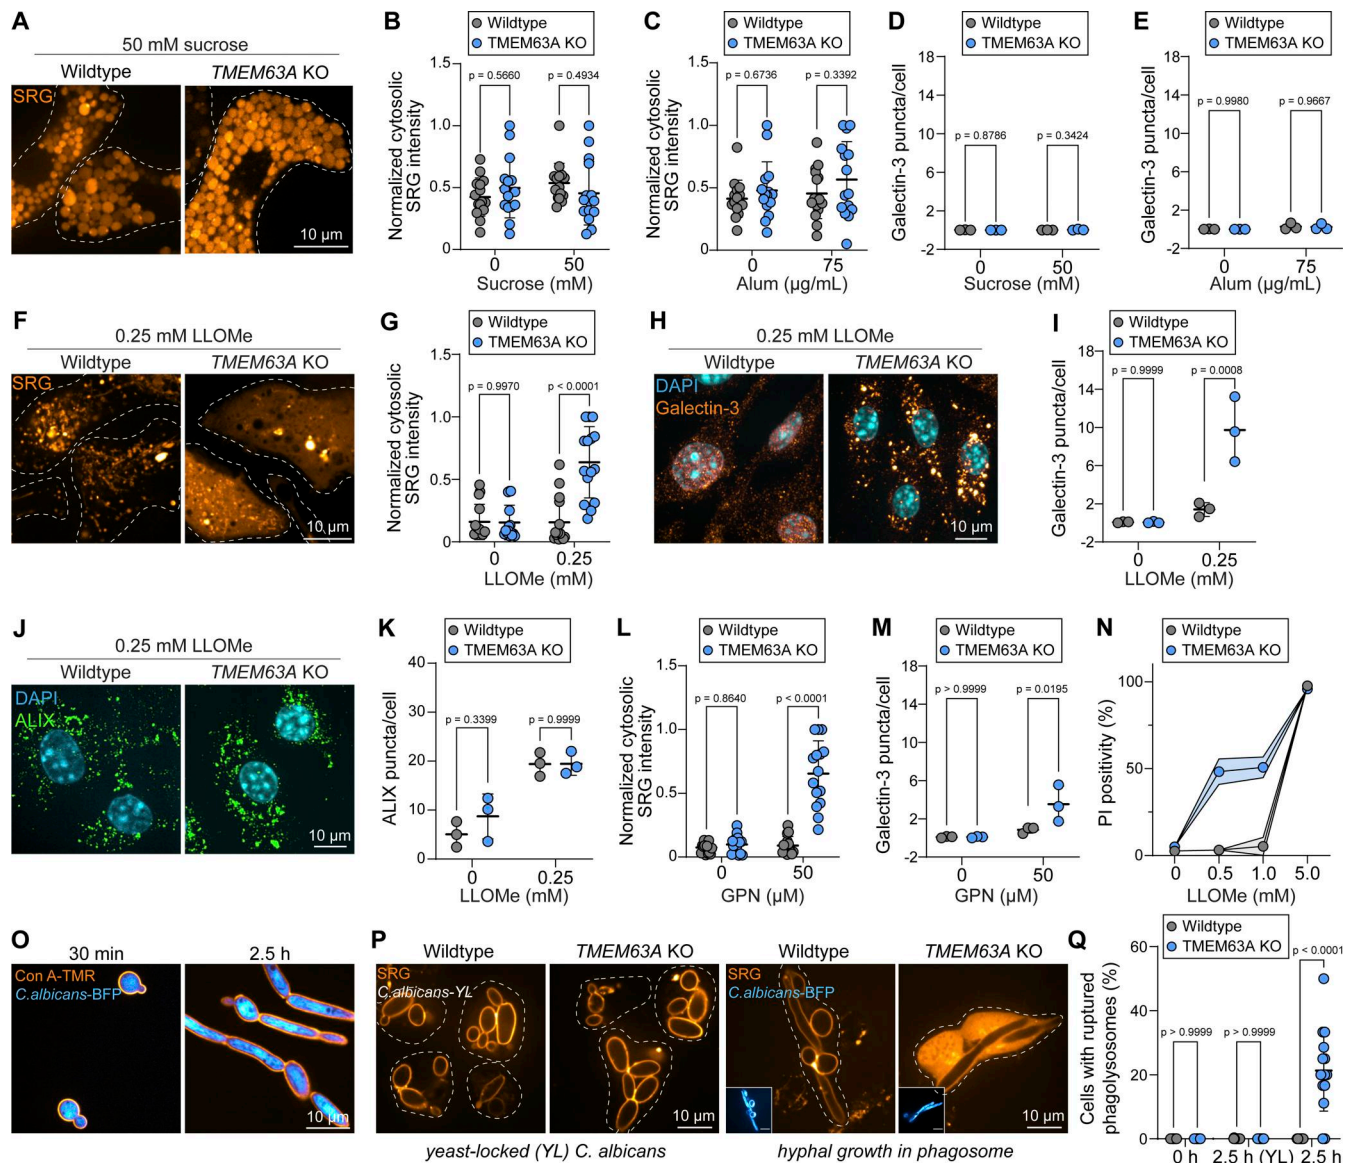 A
50 mM sucrose
Wildtype
TMEM63A KO
SRG
10 µm
B
Wildtype
TMEM63A KO
Normalized cytosolic
SRG intensity
1.5
1.0
0.5
0
p = 0.5660
p = 0.4934
0
50
Sucrose (mM)
C
Wildtype
TMEM63A KO
Normalized cytosolic
SRG intensity
1.5
1.0
0.5
0
p = 0.6736
p = 0.3392
0
75
Alum (µg/mL)
D
Wildtype
TMEM63A KO
Galectin-3 puncta/cell
18
14
10
6
2
-2
p = 0.8786
p = 0.3424
0
50
Sucrose (mM)
E
Wildtype
TMEM63A KO
Galectin-3 puncta/cell
18
14
10
6
2
-2
p = 0.9980
p = 0.9667
0
75
Alum (µg/mL)
F
0.25 mM LLOMe
Wildtype
TMEM63A KO
SRG
10 µm
G
Wildtype
TMEM63A KO
Normalized cytosolic
SRG intensity
1.5
1.0
0.5
0
p = 0.9970
p < 0.0001
0
0.25
LLOMe (mM)
H
0.25 mM LLOMe
Wildtype
TMEM63A KO
DAPI
Galectin-3
10 µm
I
Wildtype
TMEM63A KO
Galectin-3 puncta/cell
18
14
10
6
2
-2
p = 0.9999
p = 0.0008
0
0.25
LLOMe (mM)
J
0.25 mM LLOMe
Wildtype
TMEM63A KO
DAPI
ALIX
10 µm
K
Wildtype
TMEM63A KO
ALIX puncta/cell
40
30
20
10
0
p = 0.3399
p = 0.9999
0
0.25
LLOMe (mM)
L
Wildtype
TMEM63A KO
Normalized cytosolic
SRG intensity
1.5
1.0
0.5
0
p = 0.8640
p < 0.0001
0
50
GPN (µM)
M
Wildtype
TMEM63A KO
Galectin-3 puncta/cell
18
14
10
6
2
-2
p > 0.9999
p = 0.0195
0
50
GPN (µM)
N
Wildtype
TMEM63A KO
PI positivity (%)
100
50
0
0
0.5
1.0
5.0
LLOMe (mM)
O
30 min
2.5 h
Con A-TMR
C.albicans-BFP
10 µm
P
Wildtype
TMEM63A KO
Wildtype
TMEM63A KO
SRG
C.albicans-YL
SRG
C.albicans-BFP
10 µm
10 µm
yeast-locked (YL) C. albicans
hyphal growth in phagosome
Q
Wildtype
TMEM63A KO
Cells with ruptured
phagolysosomes (%)
60
40
20
0
p > 0.9999
p > 0.9999
p < 0.0001
0 h
2.5 h (YL)
2.5 h